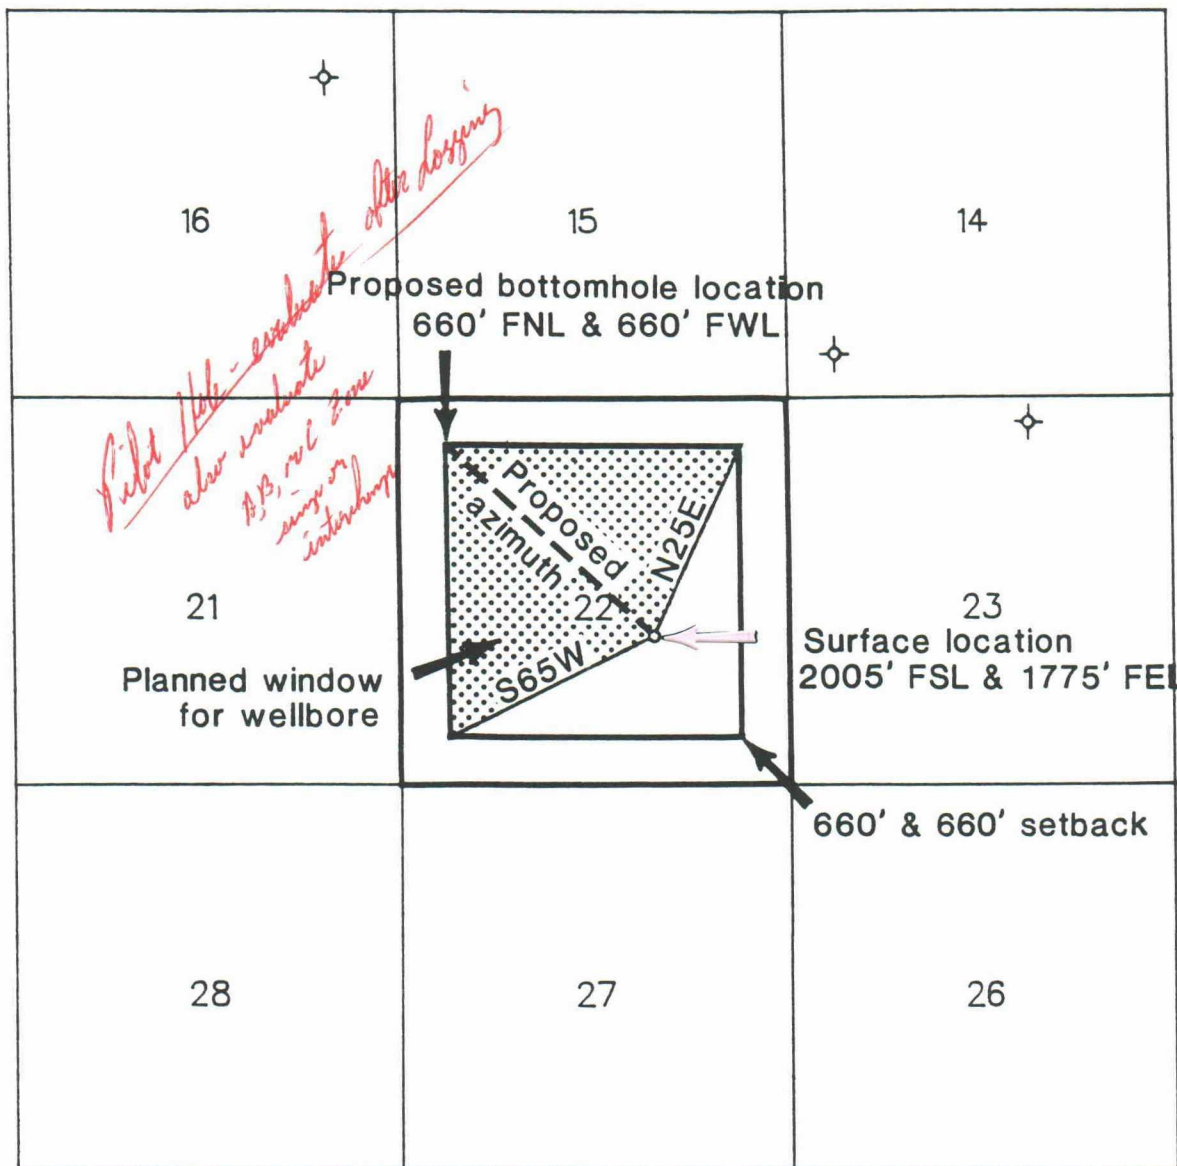 16
15
14
Pilot Hole - evaluate after Logging
also evaluate
A, B, or C Zone
Proposed bottomhole location
660' FNL & 660' FWL
Proposed
azimuth
N25E
S65W
21
22
23
Planned window
for wellbore
Surface location
2005' FSL & 1775' FEL
660' & 660' setback
28
27
26